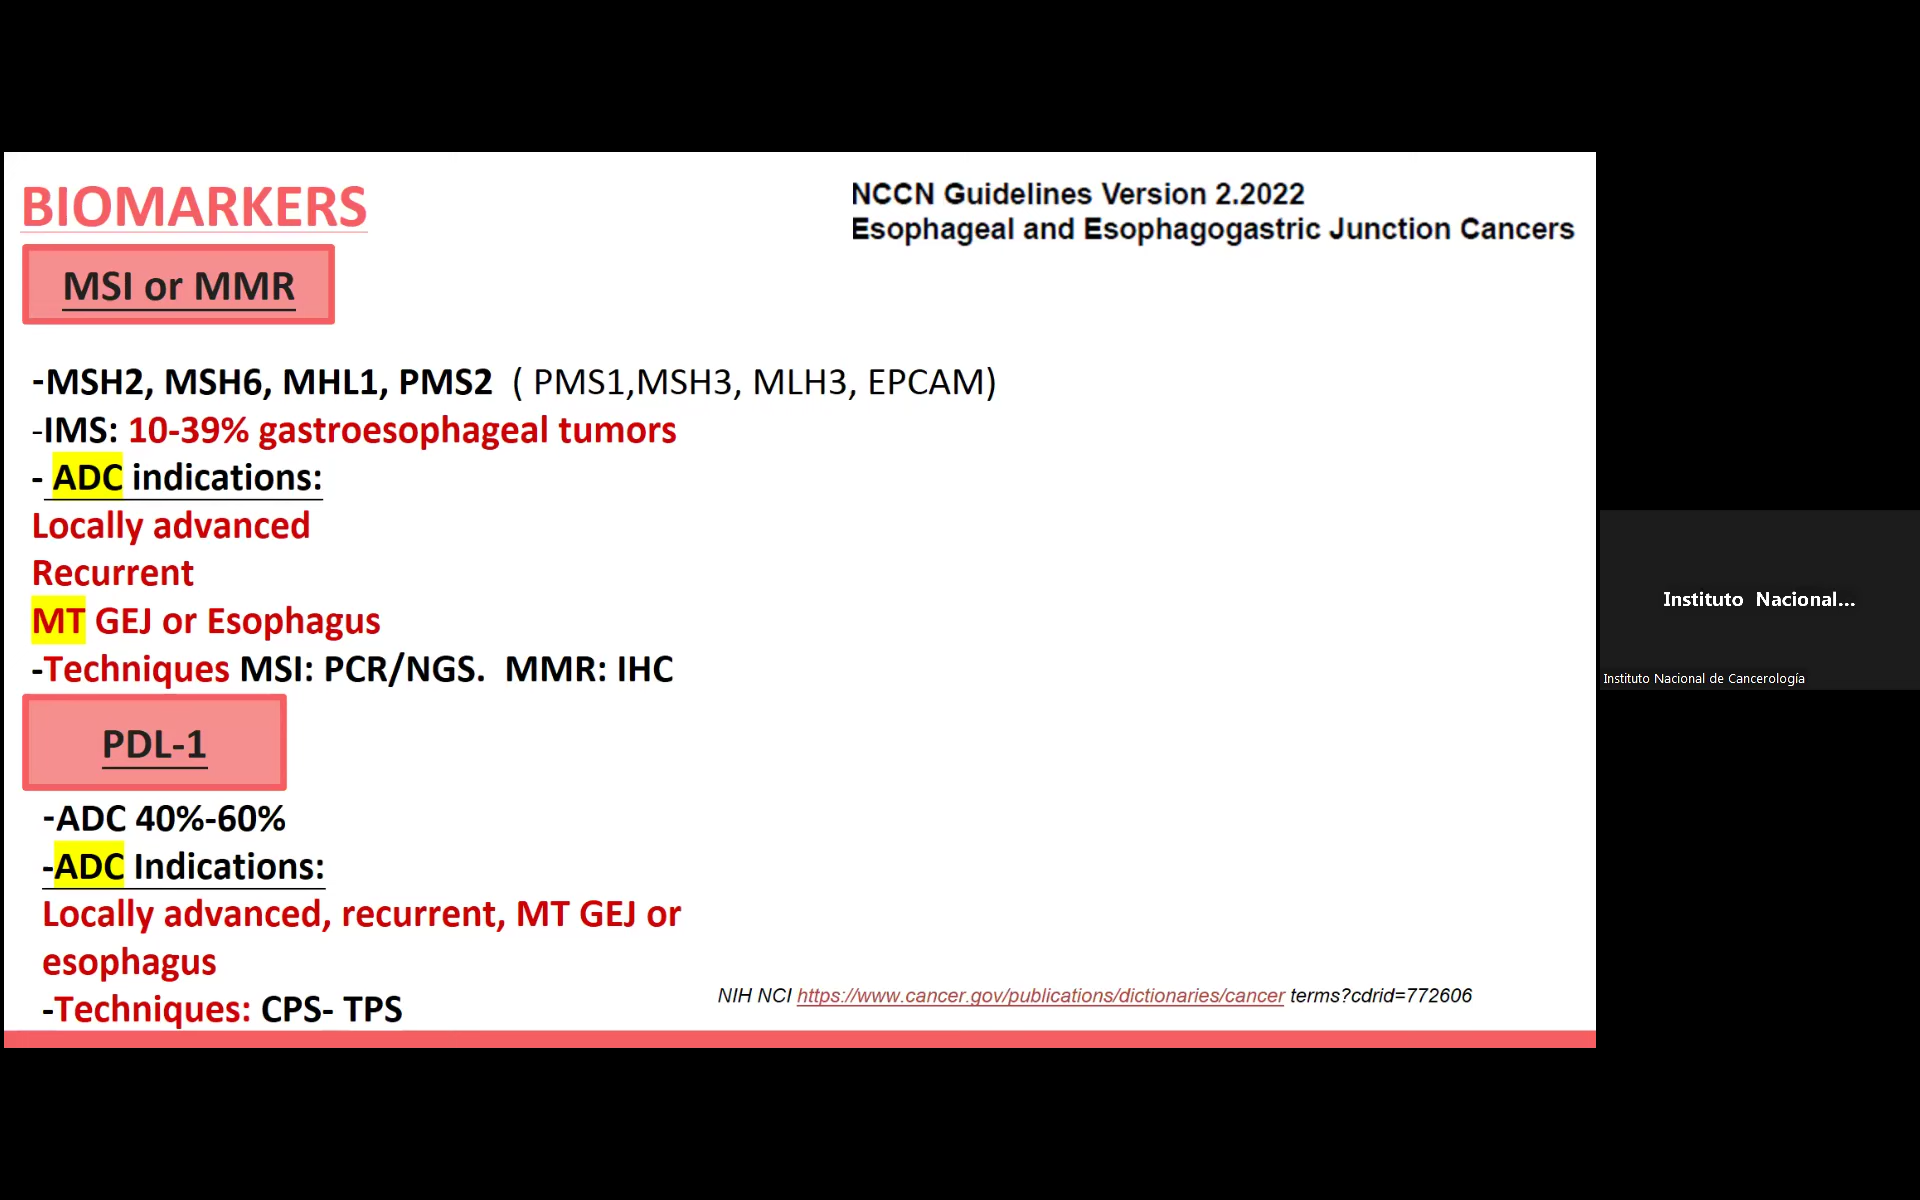 BIOMARKERS
NCCN Guidelines Version 2.2022
Esophageal and Esophagogastric Junction Cancers
MSI or MMR
-MSH2, MSH6, MHL1, PMS2 ( PMS1,MSH3, MLH3, EPCAM)
-IMS: 10-39% gastroesophageal tumors
- ADC indications:
Locally advanced
Recurrent
MT GEJ or Esophagus
-Techniques MSI: PCR/NGS. MMR: IHC
PDL-1
-ADC 40%-60%
-ADC Indications:
Locally advanced, recurrent, MT GEJ or
esophagus
-Techniques: CPS- TPS
NIH NCI https://www.cancer.gov/publications/dictionaries/cancer terms?cdrid=772606
Instituto Nacional...
Instituto Nacional de Cancerología